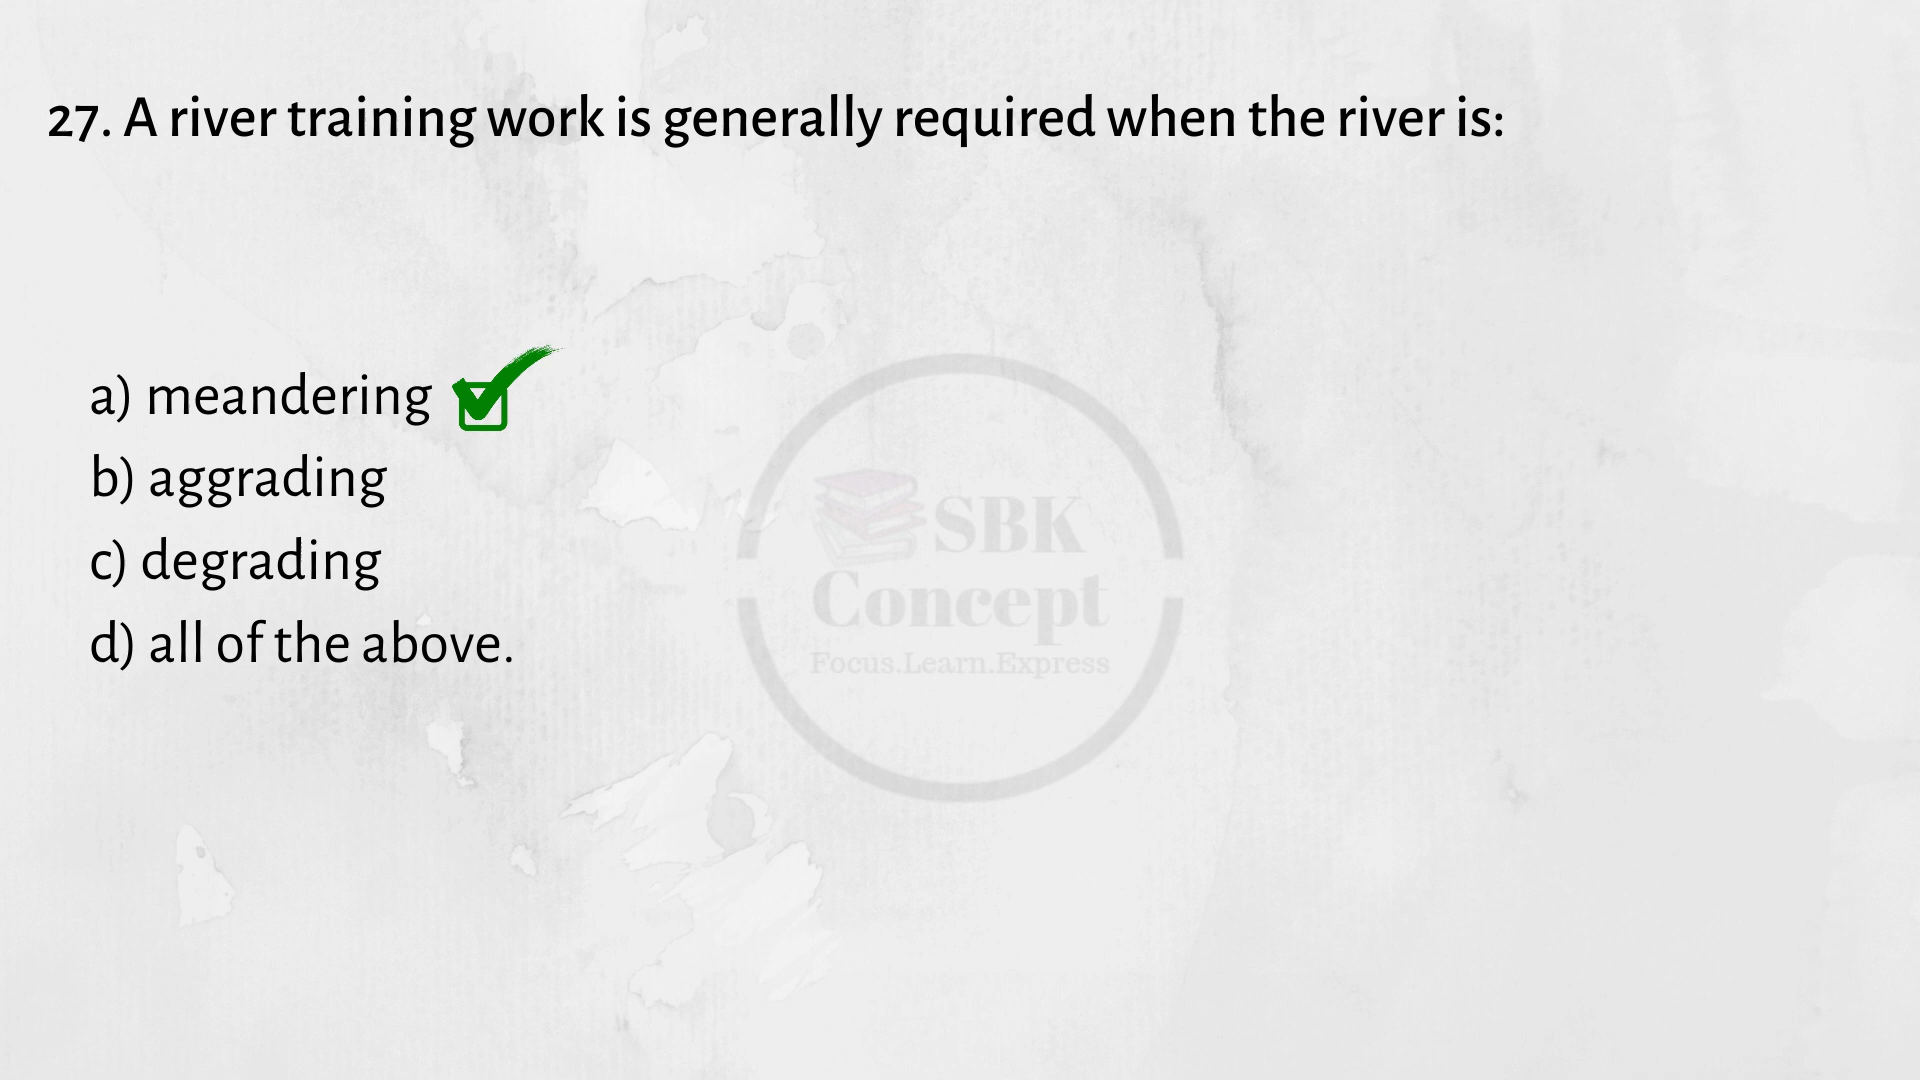 27. A river training work is generally required when the river is:
a) meandering
b) aggrading
c) degrading
d) all of the above.
SBK
Concept
Focus.Learn.Express